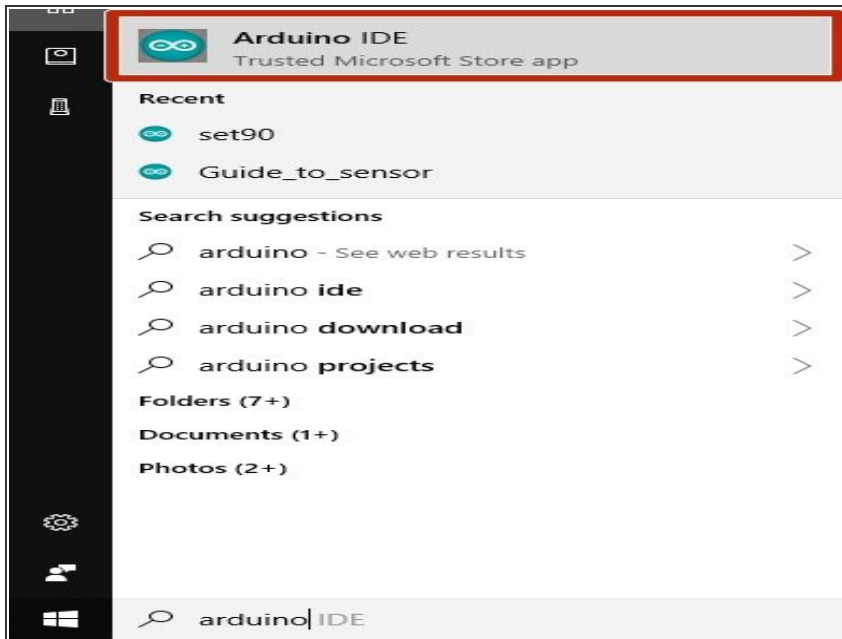 Arduino IDE
Trusted Microsoft Store app
Recent
set90
Guide_to_sensor
Search suggestions
arduino - See web results
arduino ide
arduino download
arduino projects
Folders (7+)
Documents (1+)
Photos (2+)
arduino IDE